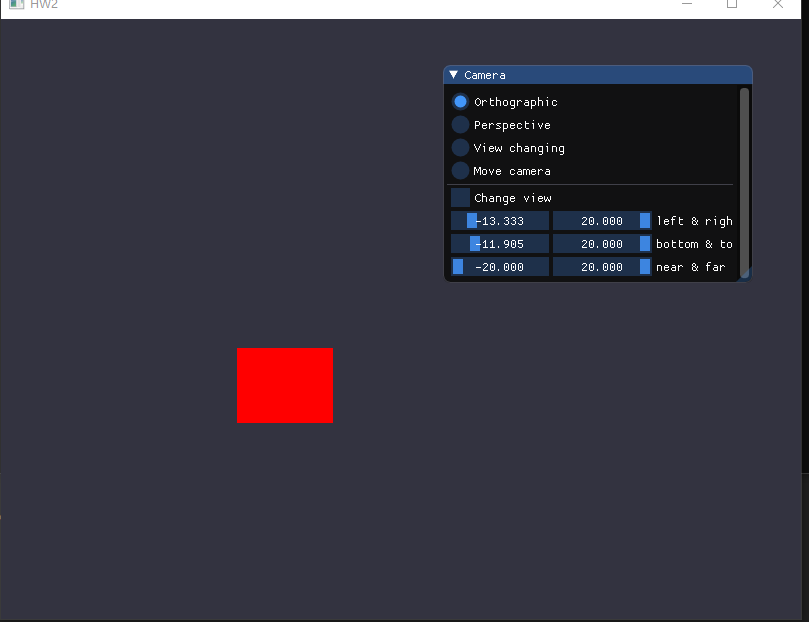 HW2
Camera
Orthographic
Perspective
View changing
Move camera
Change view
-13.333 20.000 left & righ
-11.905 20.000 bottom & to
-20.000 20.000 near & far